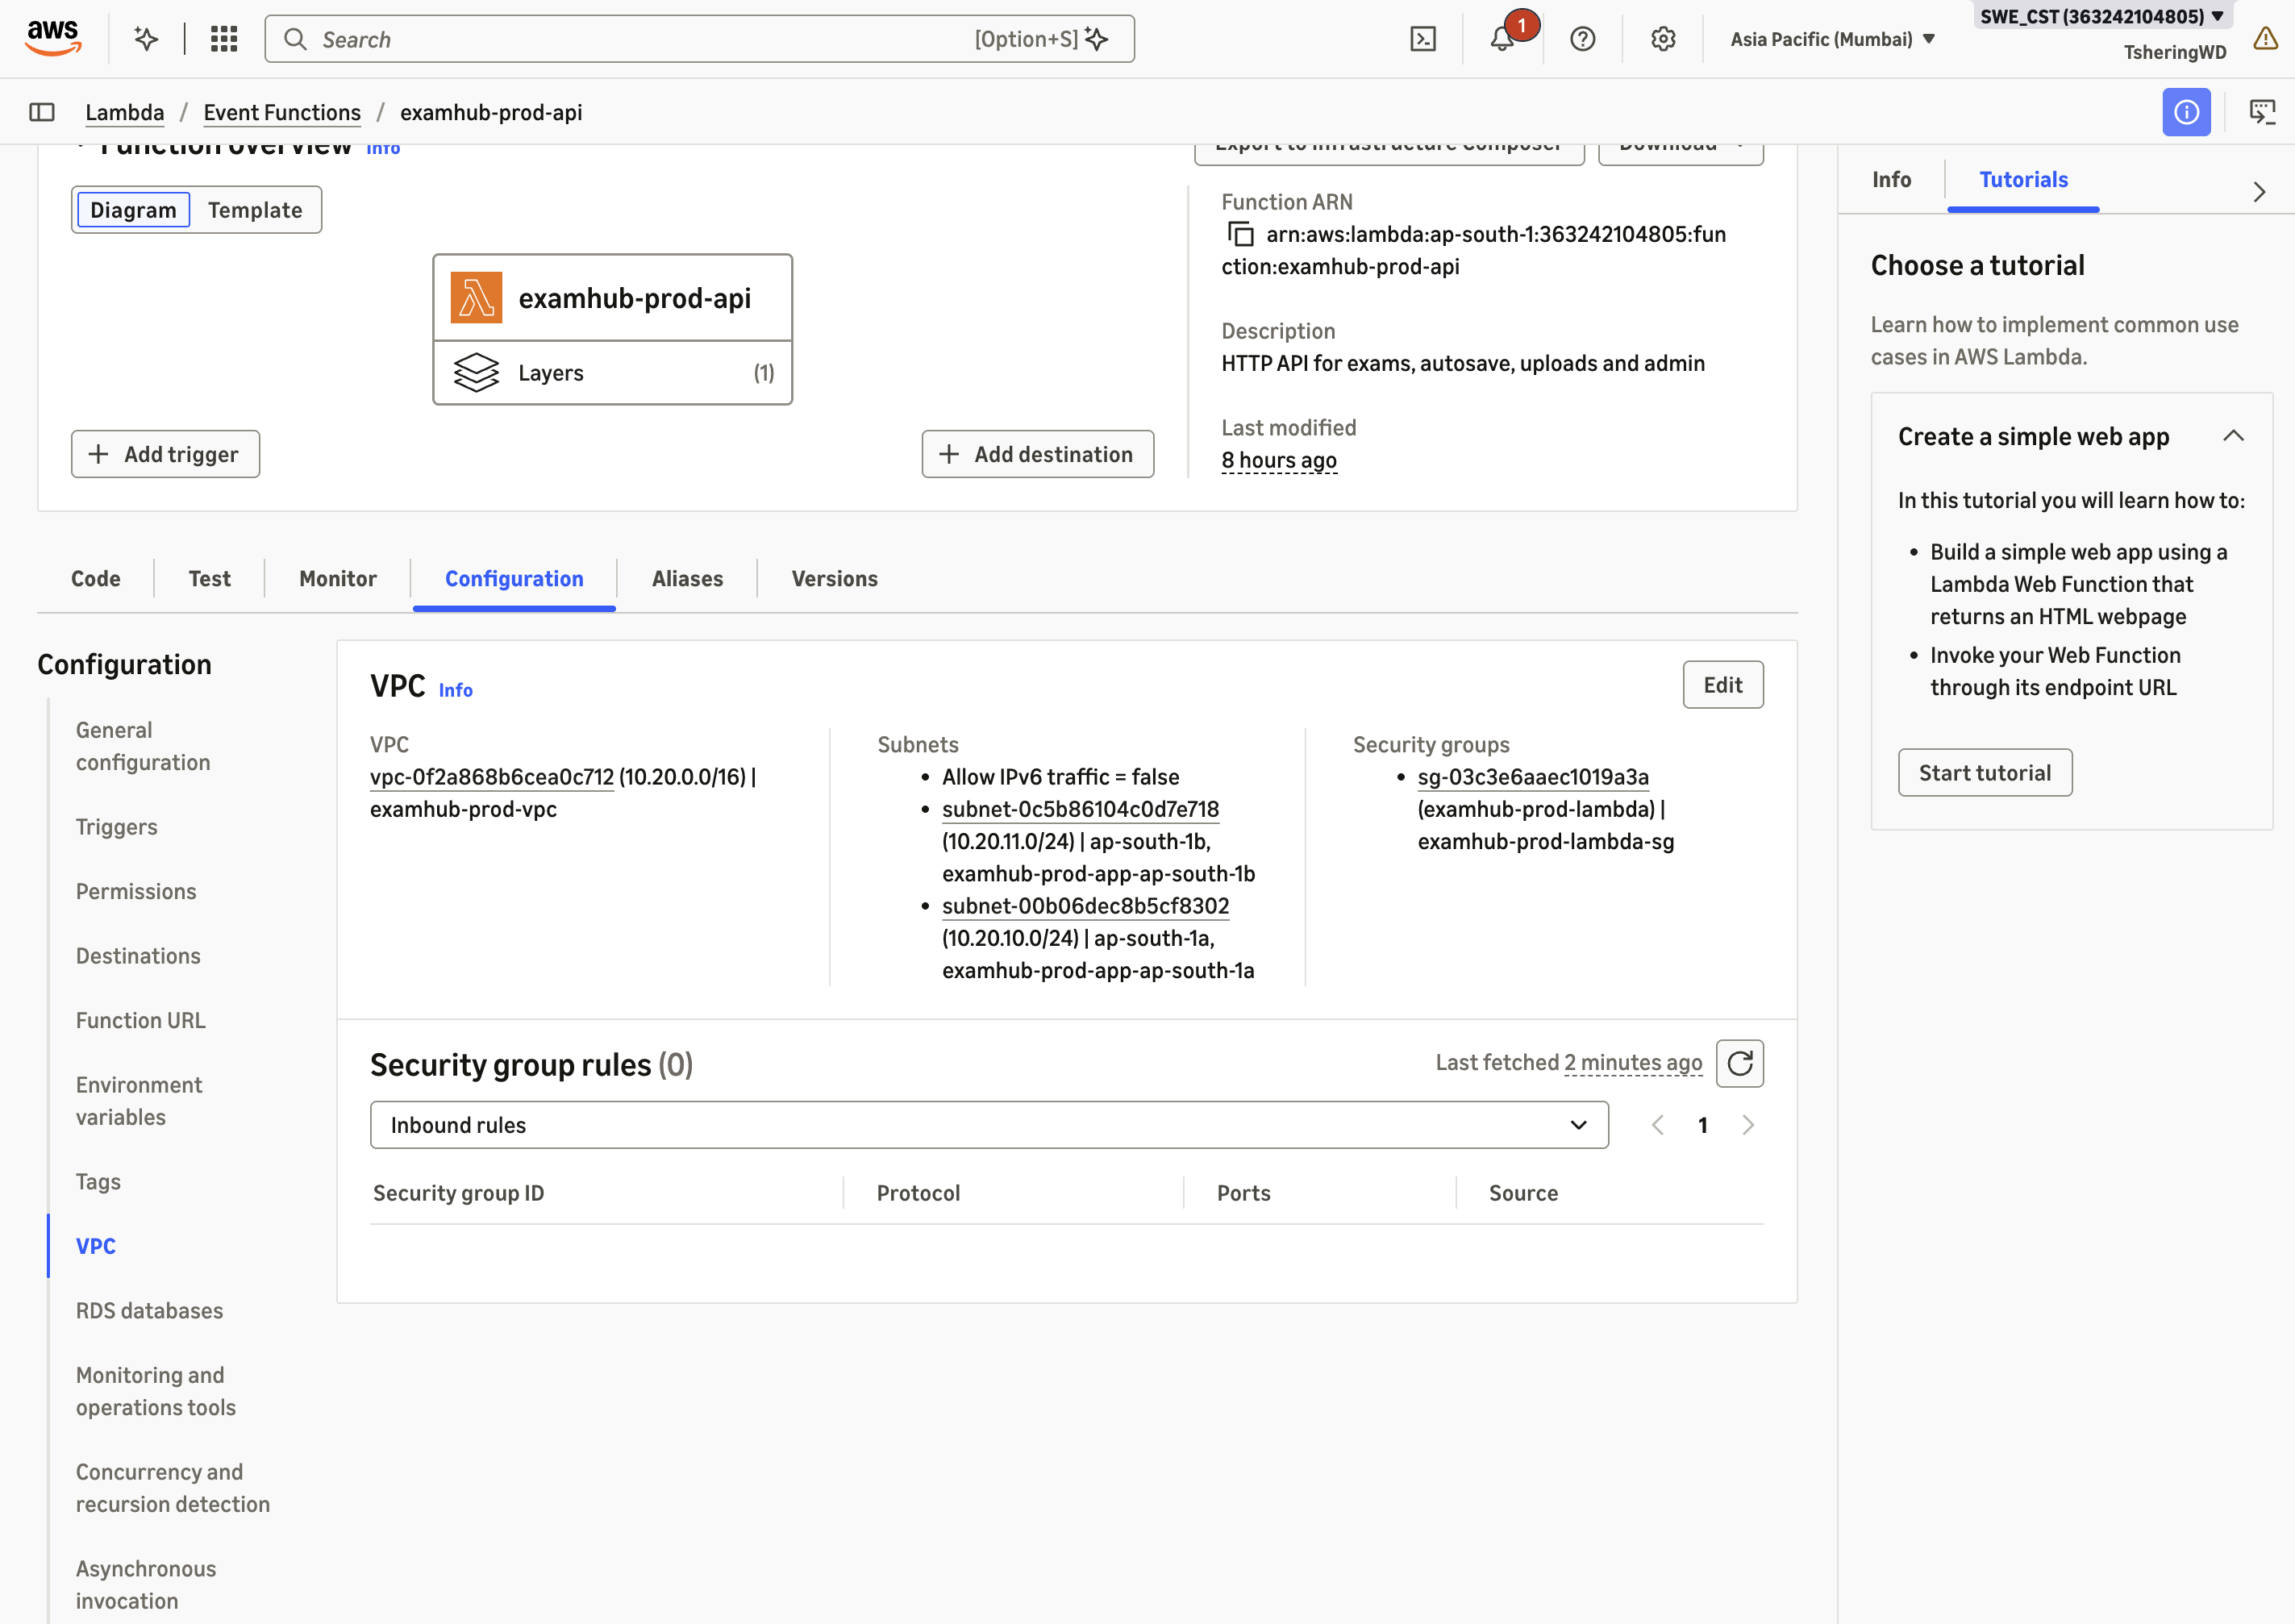 aws
Search [Option+S]
1
Asia Pacific (Mumbai)
SWE_CST (363242104805)
TsheringWD
Lambda / Event Functions / examhub-prod-api
Function overview Info
Export to Infrastructure Composer
Download
Diagram
Template
examhub-prod-api
Layers (1)
Add trigger
Add destination
Function ARN
arn:aws:lambda:ap-south-1:363242104805:fun
ction:examhub-prod-api
Description
HTTP API for exams, autosave, uploads and admin
Last modified
8 hours ago
Code
Test
Monitor
Configuration
Aliases
Versions
Configuration
General
configuration
Triggers
Permissions
Destinations
Function URL
Environment
variables
Tags
VPC
RDS databases
Monitoring and
operations tools
Concurrency and
recursion detection
Asynchronous
invocation
VPC Info
Edit
VPC
vpc-0f2a868b6cea0c712 (10.20.0.0/16) |
examhub-prod-vpc
Subnets
• Allow IPv6 traffic = false
• subnet-0c5b86104c0d7e718
(10.20.11.0/24) | ap-south-1b,
examhub-prod-app-ap-south-1b
• subnet-00b06dec8b5cf8302
(10.20.10.0/24) | ap-south-1a,
examhub-prod-app-ap-south-1a
Security groups
• sg-03c3e6aaec1019a3a
(examhub-prod-lambda) |
examhub-prod-lambda-sg
Security group rules (0)
Last fetched 2 minutes ago
Inbound rules
1
Security group ID
Protocol
Ports
Source
Info
Tutorials
Choose a tutorial
Learn how to implement common use
cases in AWS Lambda.
Create a simple web app
In this tutorial you will learn how to:
• Build a simple web app using a
Lambda Web Function that
returns an HTML webpage
• Invoke your Web Function
through its endpoint URL
Start tutorial